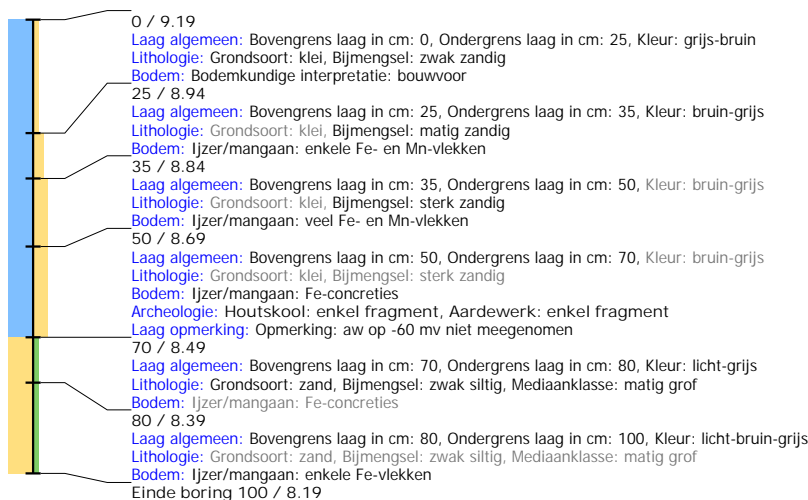 0 / 9.19
Laag algemeen: Bovengrens laag in cm: 0, Ondergrens laag in cm: 25, Kleur: grijs-bruin
Lithologie: Grondsoort: klei, Bijmengsel: zwak zandig
Bodem: Bodemkundige interpretatie: bouwvoor
25 / 8.94
Laag algemeen: Bovengrens laag in cm: 25, Ondergrens laag in cm: 35, Kleur: bruin-grijs
Lithologie: Grondsoort: klei, Bijmengsel: matig zandig
Bodem: Ijzer/mangaan: enkele Fe- en Mn-vlekken
35 / 8.84
Laag algemeen: Bovengrens laag in cm: 35, Ondergrens laag in cm: 50, Kleur: bruin-grijs
Lithologie: Grondsoort: klei, Bijmengsel: sterk zandig
Bodem: Ijzer/mangaan: veel Fe- en Mn-vlekken
50 / 8.69
Laag algemeen: Bovengrens laag in cm: 50, Ondergrens laag in cm: 70, Kleur: bruin-grijs
Lithologie: Grondsoort: klei, Bijmengsel: sterk zandig
Bodem: Ijzer/mangaan: Fe-concreties
Archeologie: Houtskool: enkel fragment, Aardewerk: enkel fragment
Laag opmerking: Opmerking: aw op -60 mv niet meegenomen
70 / 8.49
Laag algemeen: Bovengrens laag in cm: 70, Ondergrens laag in cm: 80, Kleur: licht-grijs
Lithologie: Grondsoort: zand, Bijmengsel: zwak siltig, Mediaanklasse: matig grof
Bodem: Ijzer/mangaan: Fe-concreties
80 / 8.39
Laag algemeen: Bovengrens laag in cm: 80, Ondergrens laag in cm: 100, Kleur: licht-bruin-grijs
Lithologie: Grondsoort: zand, Bijmengsel: zwak siltig, Mediaanklasse: matig grof
Bodem: Ijzer/mangaan: enkele Fe-vlekken
Einde boring 100 / 8.19